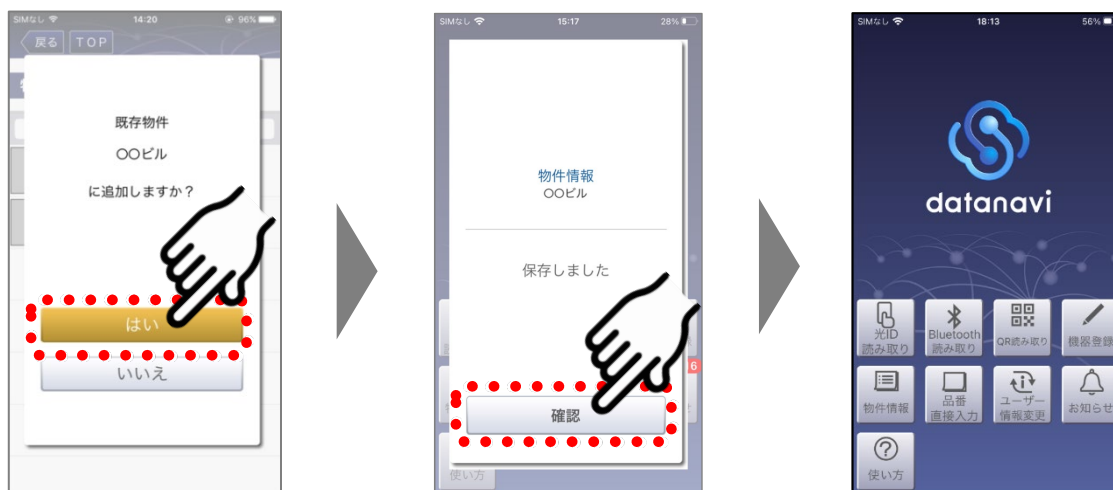 SIMなし 14:20 96%
戻る TOP
既存物件
○○ビル
に追加しますか？
はい
いいえ
SIMなし 15:17 28%
物件情報
○○ビル
保存しました
6
確認
使い方
SIMなし 18:13 56%
datanavi
光ID
読み取り
Bluetooth
読み取り
QR読み取り
機器登録
物件情報
品番
直接入力
ユーザー
情報変更
お知らせ
使い方